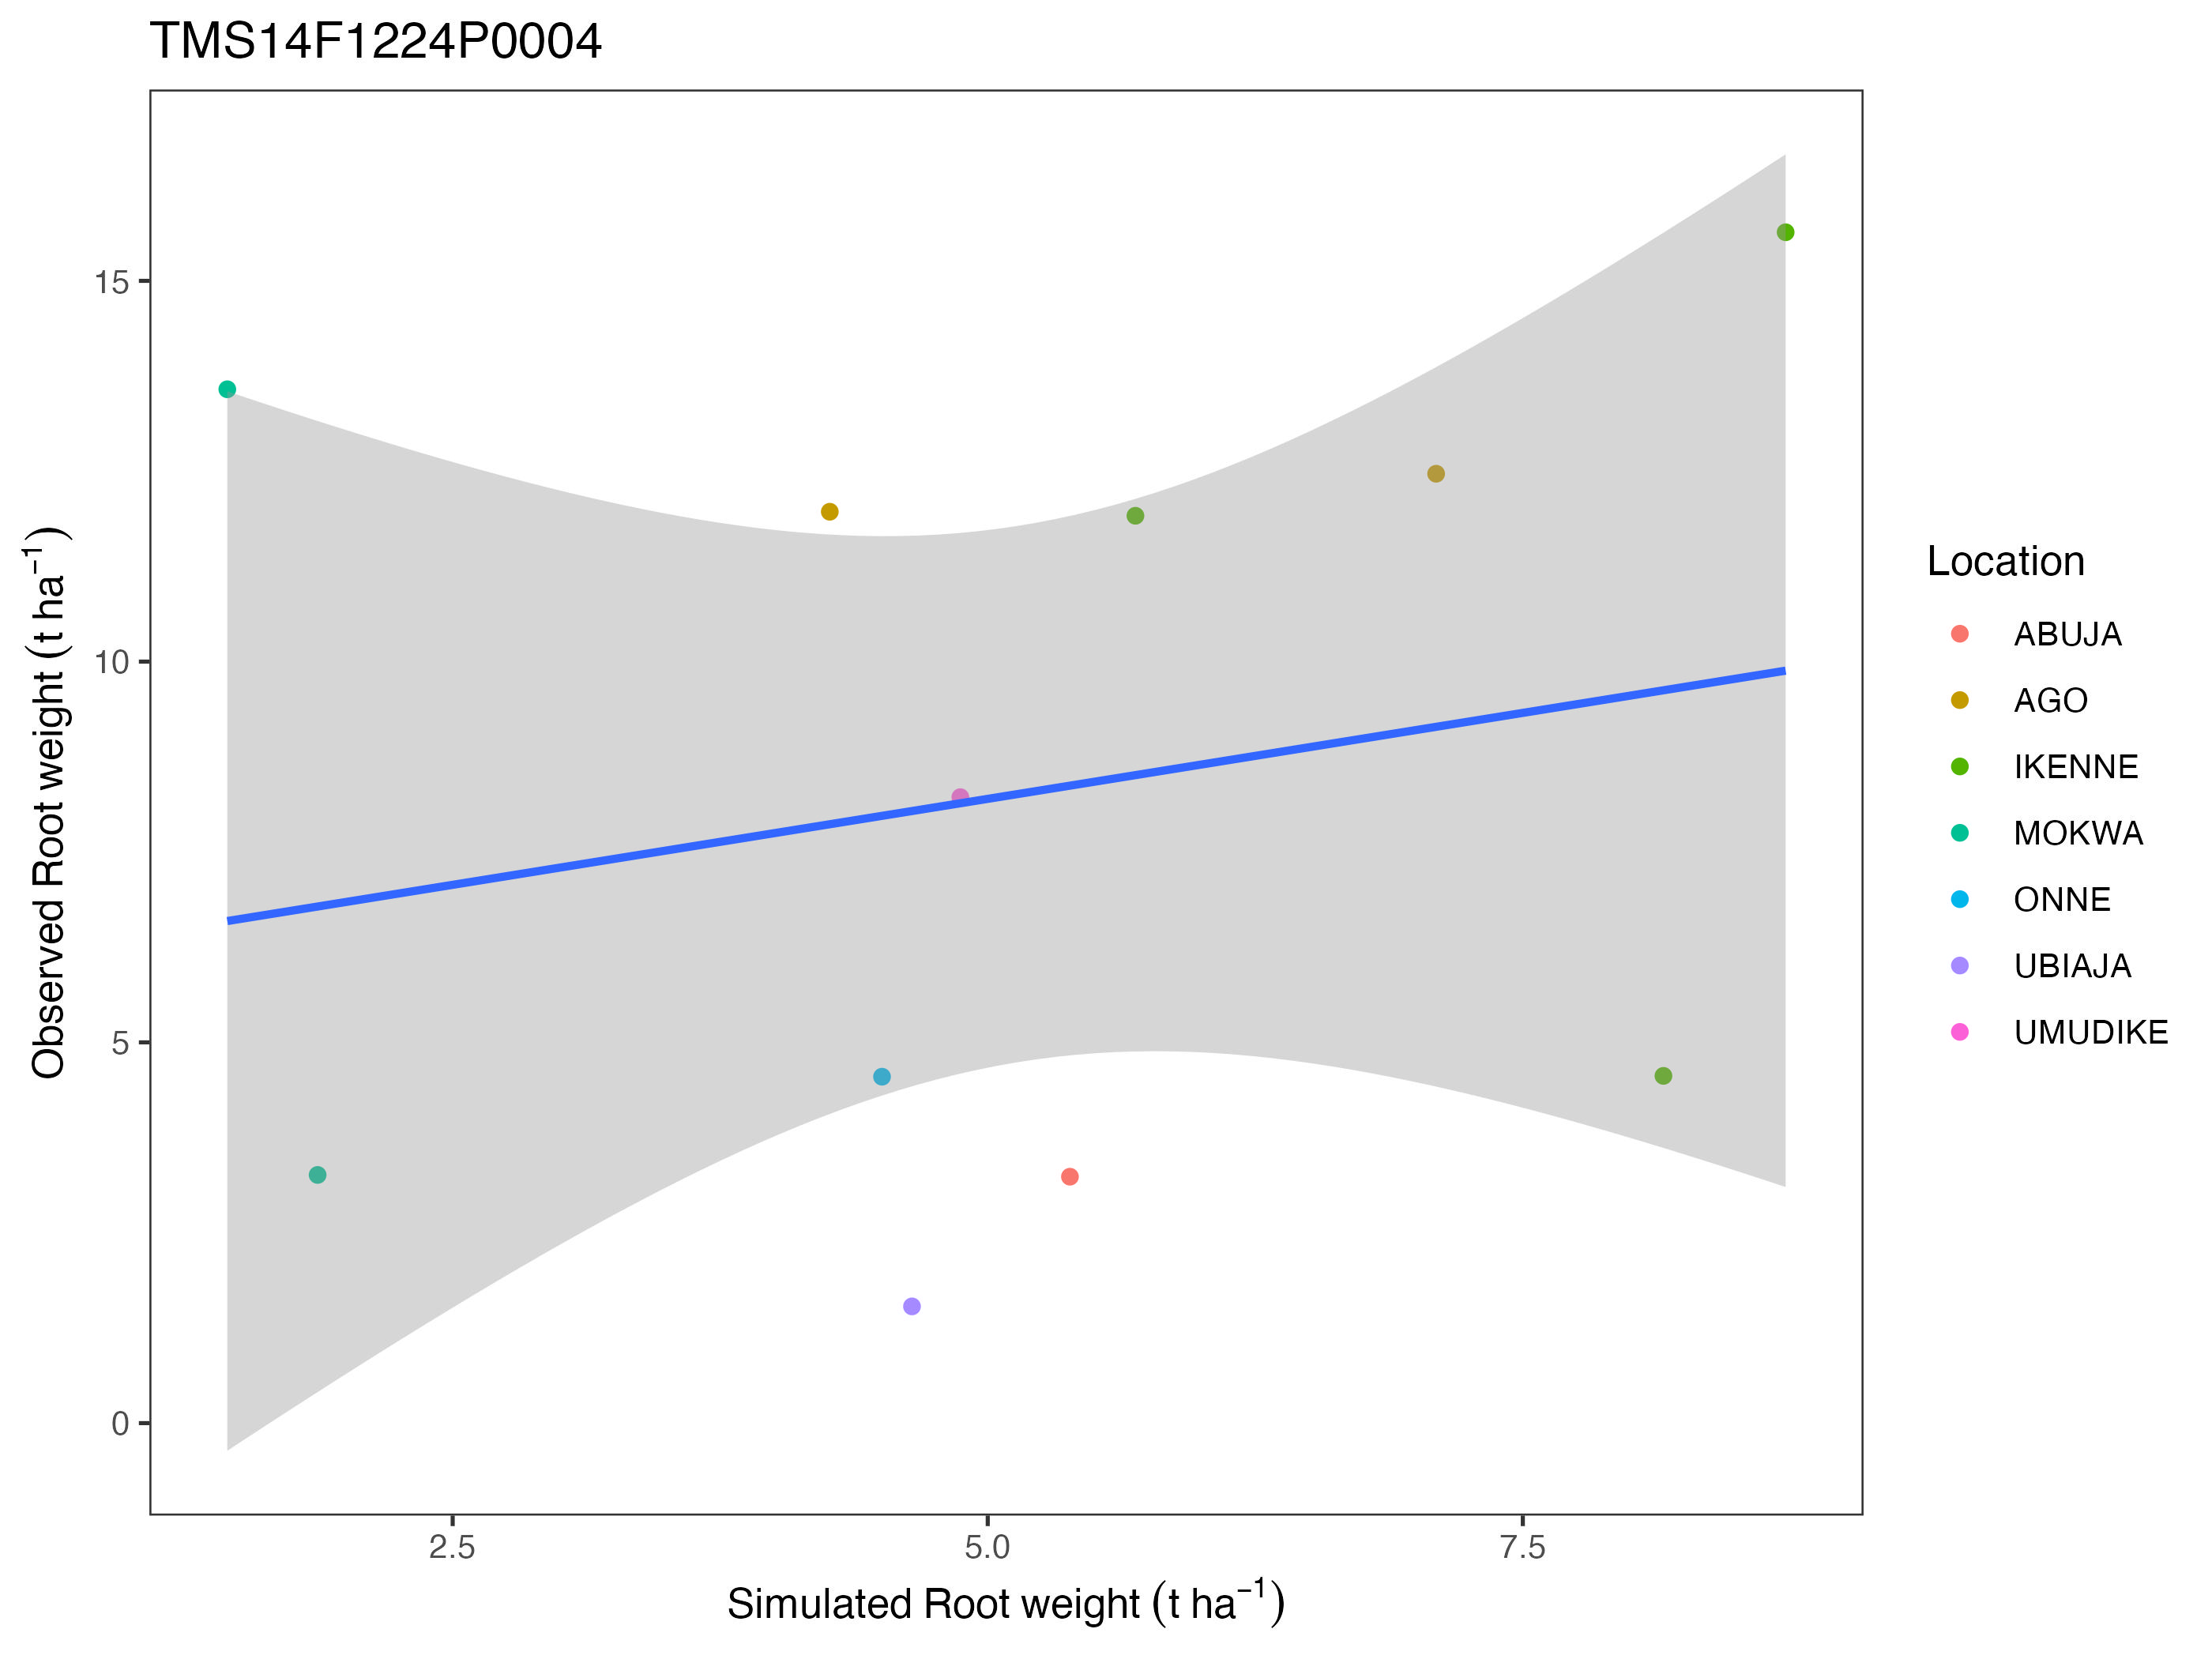 TMS14F1224P0004
15
10
5
0
2.5
5.0
7.5
Simulated Root weight (t ha⁻¹)
Observed Root weight (t ha⁻¹)
Location
ABUJA
AGO
IKENNE
MOKWA
ONNE
UBIAJA
UMUDIKE